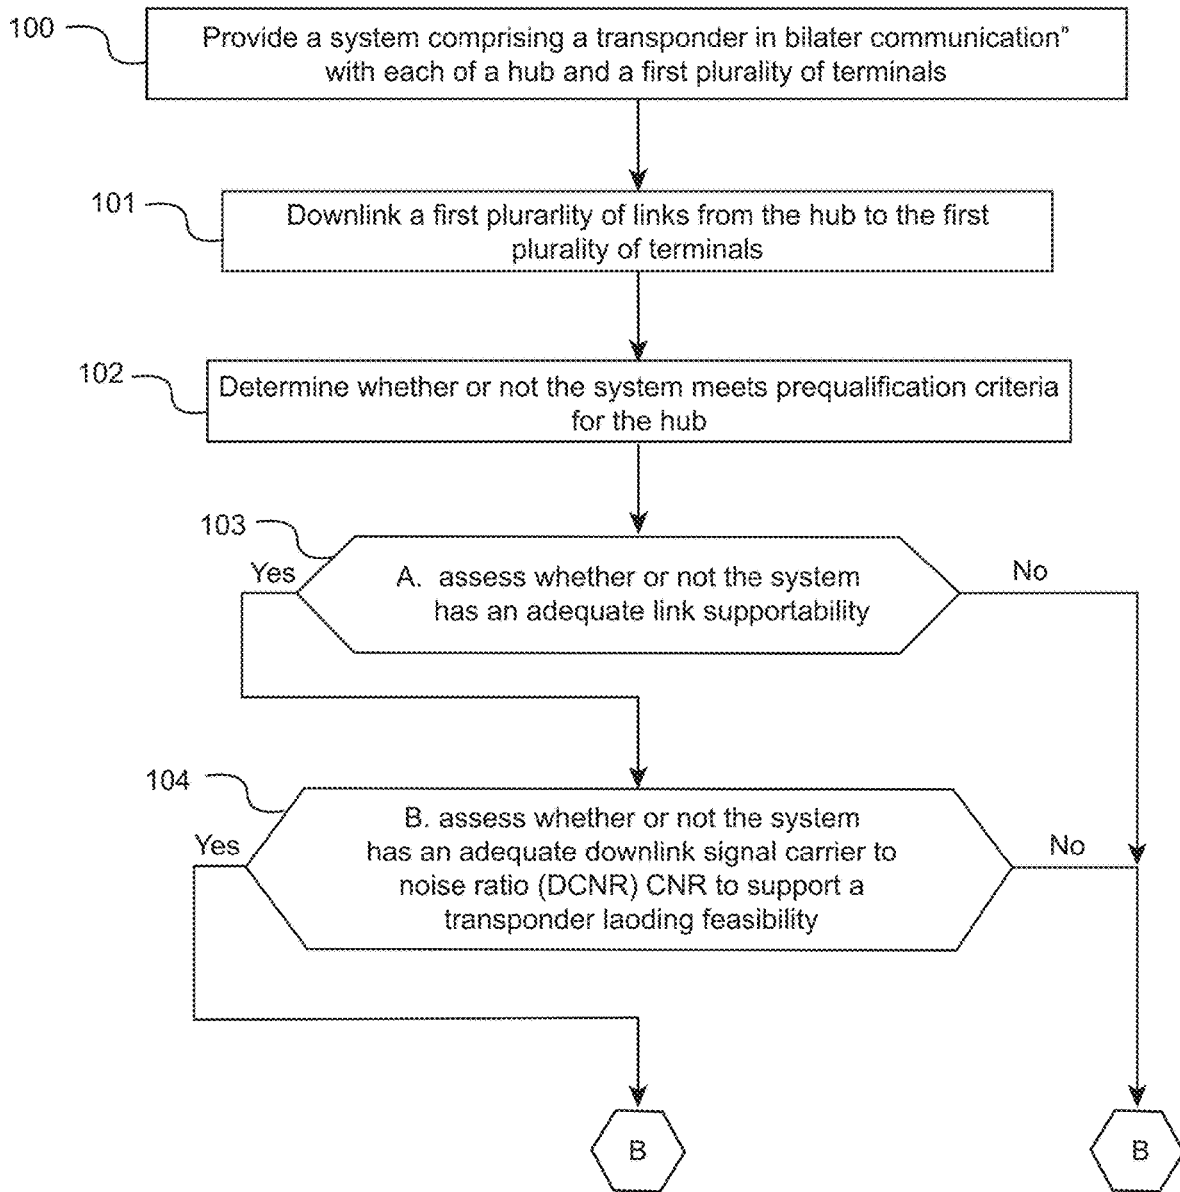 100
Provide a system comprising a transponder in bilater communication"
with each of a hub and a first plurality of terminals
101
Downlink a first plurarlity of links from the hub to the first
plurality of terminals
102
Determine whether or not the system meets prequalification criteria
for the hub
103
Yes
A. assess whether or not the system
has an adequate link supportability
No
104
Yes
B. assess whether or not the system
has an adequate downlink signal carrier to
noise ratio (DCNR) CNR to support a
transponder laoding feasibility
No
B
B